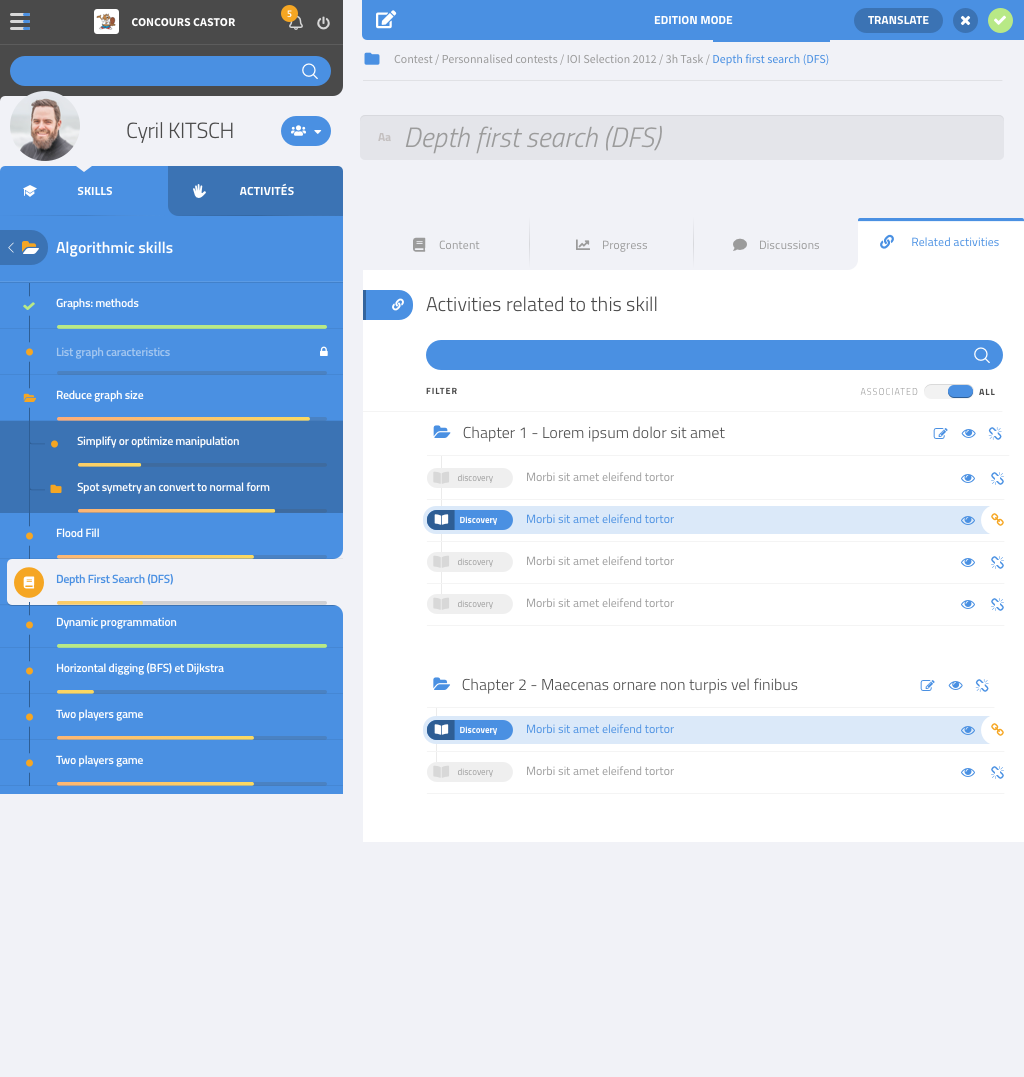 CONCOURS CASTOR
5
EDITION MODE
TRANSLATE
Contest / Personnalised contests / IOI Selection 2012 / 3h Task / Depth first search (DFS)
Cyril KITSCH
Aa Depth first search (DFS)
SKILLS
ACTIVITÉS
Algorithmic skills
Graphs: methods
List graph caracteristics
Reduce graph size
Simplify or optimize manipulation
Spot symetry an convert to normal form
Flood Fill
Depth First Search (DFS)
Dynamic programmation
Horizontal digging (BFS) et Dijkstra
Two players game
Two players game
Content
Progress
Discussions
Related activities
Activities related to this skill
FILTER
ASSOCIATED
ALL
Chapter 1 - Lorem ipsum dolor sit amet
discovery Morbi sit amet eleifend tortor
Discovery Morbi sit amet eleifend tortor
discovery Morbi sit amet eleifend tortor
discovery Morbi sit amet eleifend tortor
Chapter 2 - Maecenas ornare non turpis vel finibus
Discovery Morbi sit amet eleifend tortor
discovery Morbi sit amet eleifend tortor